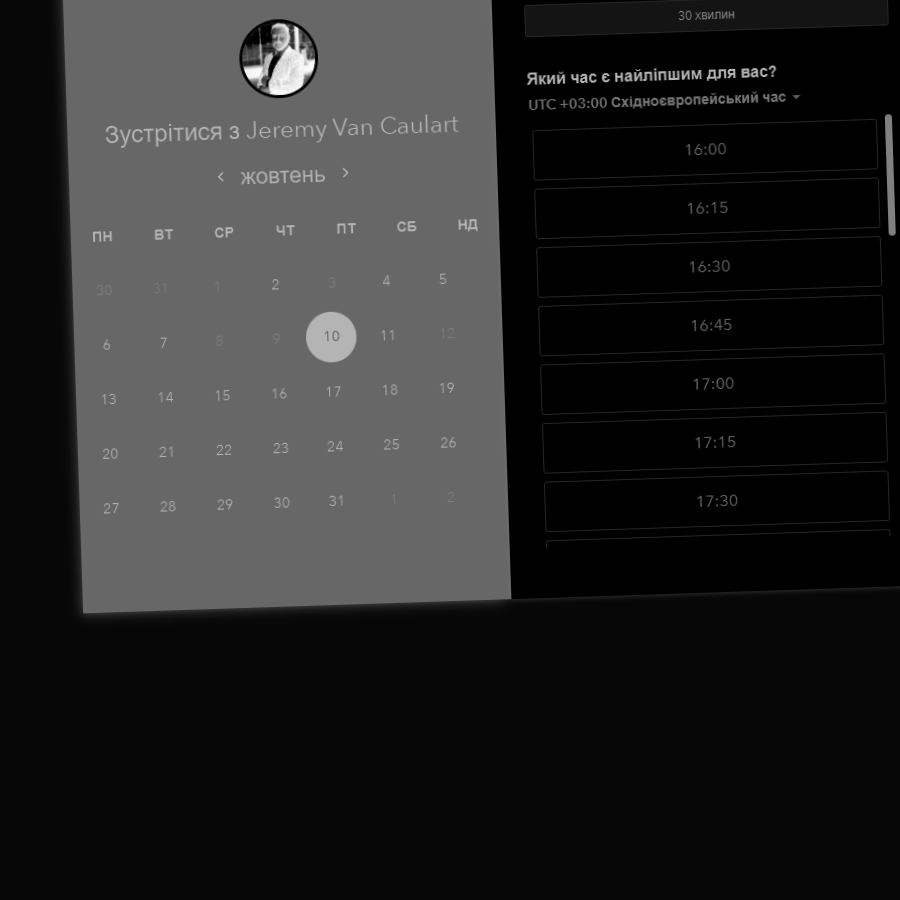 Зустрітися з Jeremy Van Caulart
жовтень
ПН ВТ СР ЧТ ПТ СБ НД
30 31 1 2 3 4 5
6 7 8 9 10 11 12
13 14 15 16 17 18 19
20 21 22 23 24 25 26
27 28 29 30 31 1 2
30 хвилин
Який час є найліпшим для вас?
UTC +03:00 Східноєвропейський час
16:00
16:15
16:30
16:45
17:00
17:15
17:30